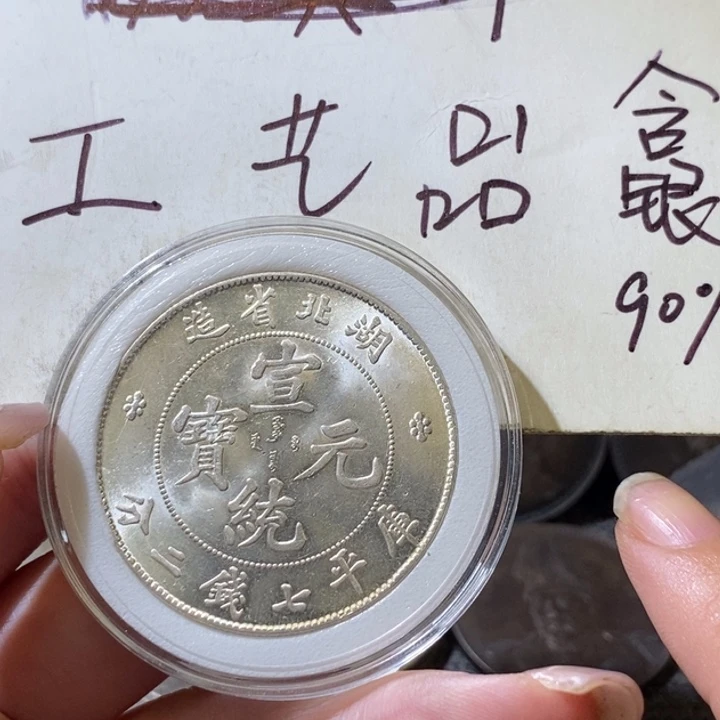 工艺品 含银
90%
湖北省造
宣統元寶
庫平七錢二分